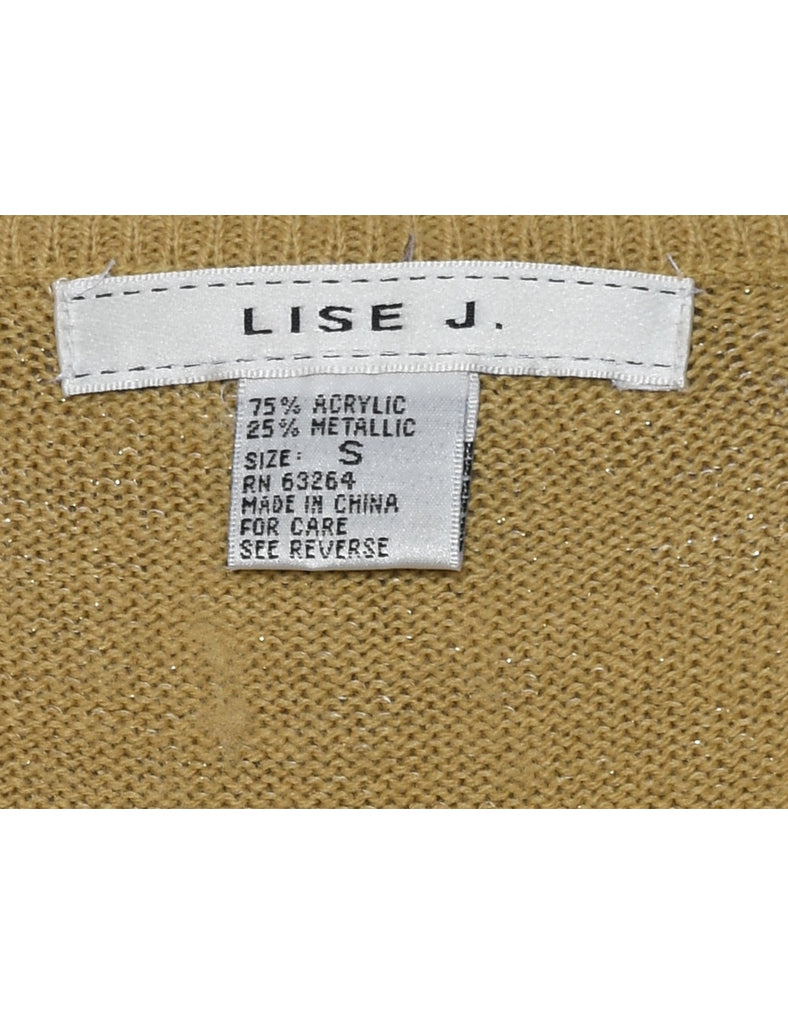 LISE J.
75% ACRYLIC
25% METALLIC
SIZE: S
RN 63264
MADE IN CHINA
FOR CARE
SEE REVERSE